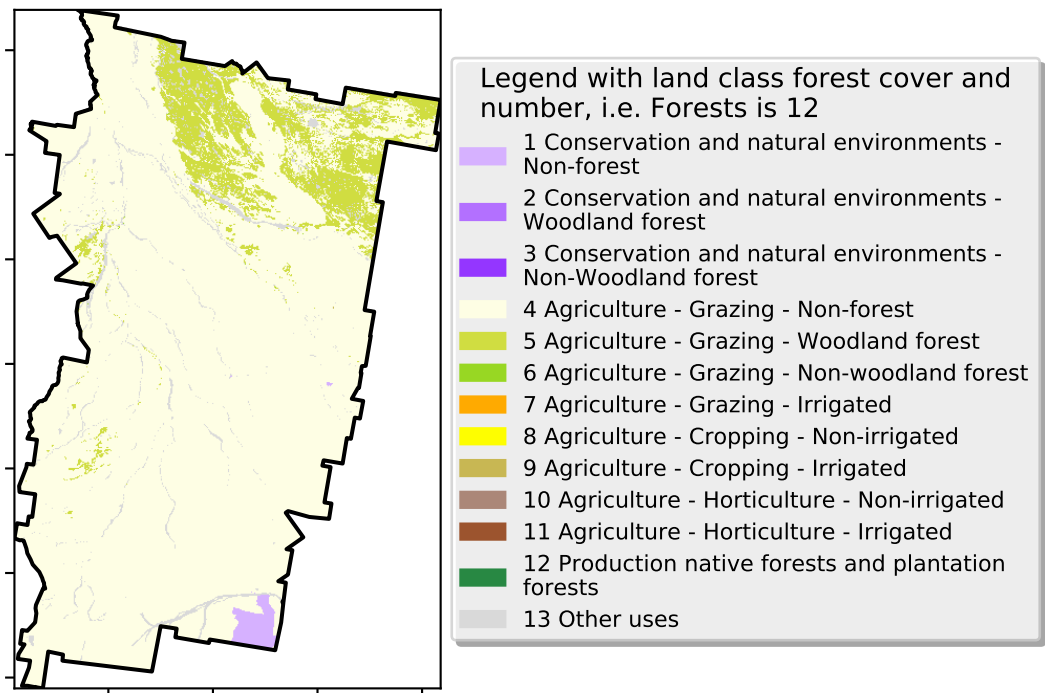 Legend with land class forest cover and
number, i.e. Forests is 12
1 Conservation and natural environments -
Non-forest
2 Conservation and natural environments -
Woodland forest
3 Conservation and natural environments -
Non-Woodland forest
4 Agriculture - Grazing - Non-forest
5 Agriculture - Grazing - Woodland forest
6 Agriculture - Grazing - Non-woodland forest
7 Agriculture - Grazing - Irrigated
8 Agriculture - Cropping - Non-irrigated
9 Agriculture - Cropping - Irrigated
10 Agriculture - Horticulture - Non-irrigated
11 Agriculture - Horticulture - Irrigated
12 Production native forests and plantation
forests
13 Other uses